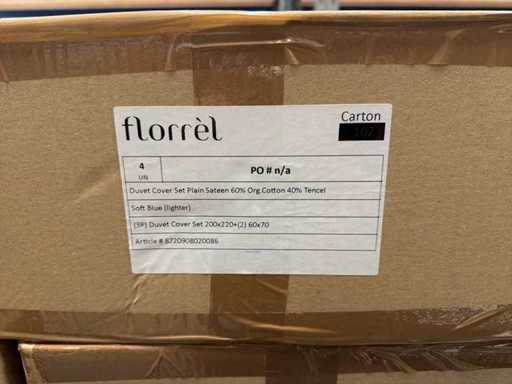 florrèl
Carton
4
UN
PO # n/a
Duvet Cover Set Plain Sateen 60% Org.Cotton 40% Tencel
Soft Blue (lighter)
(3P) Duvet Cover Set 200x220+(2) 60x70
Article # 8720908020086